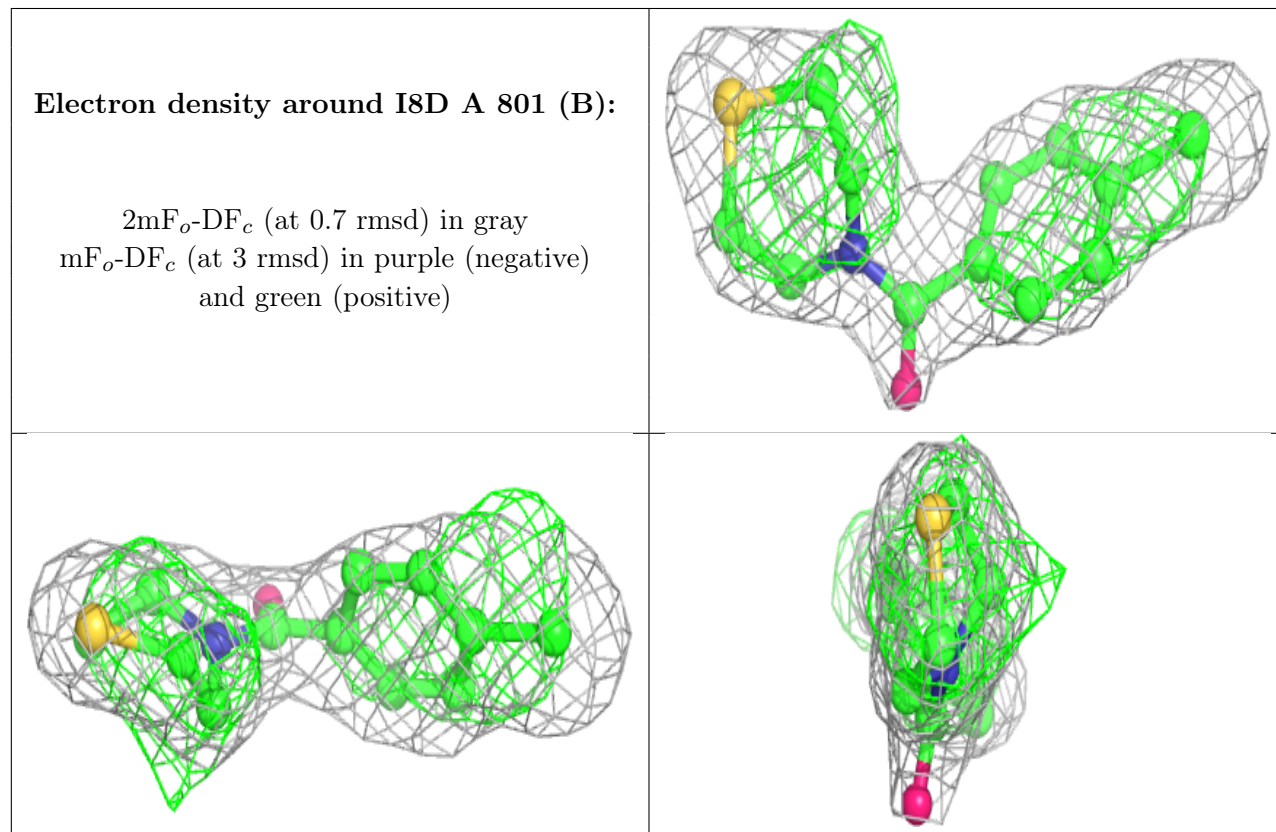 Electron density around I8D A 801 (B):
2mFo-DFc (at 0.7 rmsd) in gray
mFo-DFc (at 3 rmsd) in purple (negative)
and green (positive)